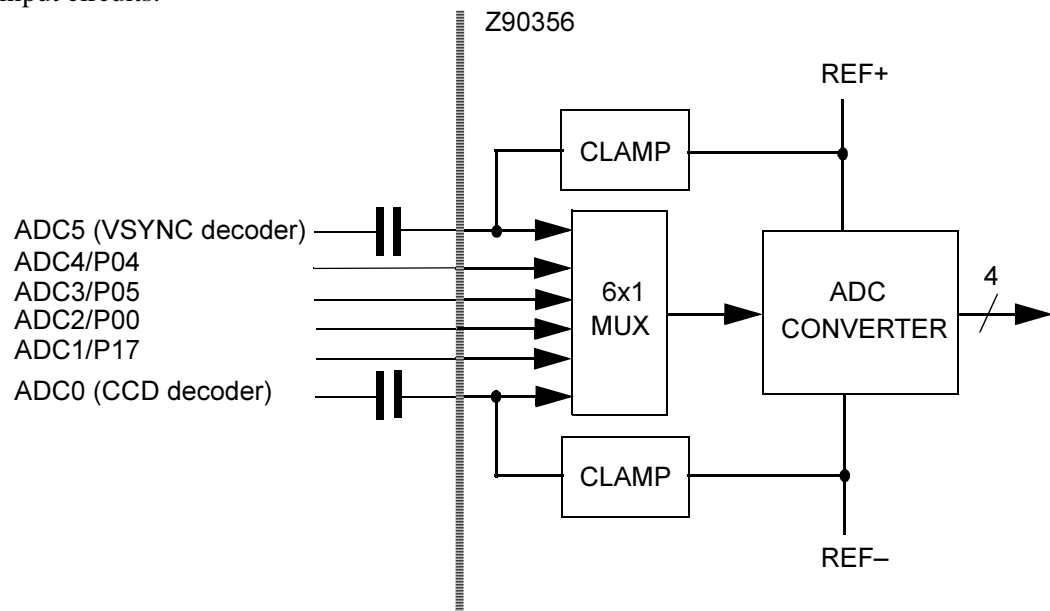 input circuits.
Z90356
REF+
CLAMP
ADC5 (VSYNC decoder)
ADC4/P04
ADC3/P05
ADC2/P00
ADC1/P17
ADC0 (CCD decoder)
6x1
MUX
ADC
CONVERTER
4
CLAMP
REF–